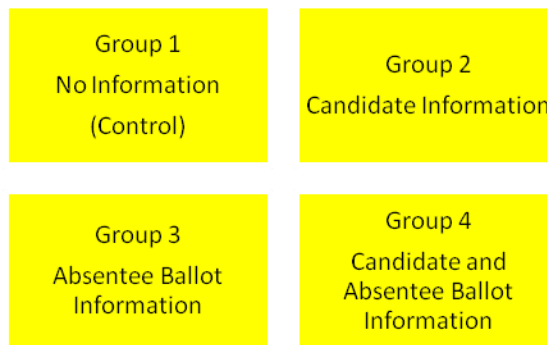 Group 1
No Information
(Control)
Group 2
Candidate Information
Group 3
Absentee Ballot
Information
Group 4
Candidate and
Absentee Ballot
Information